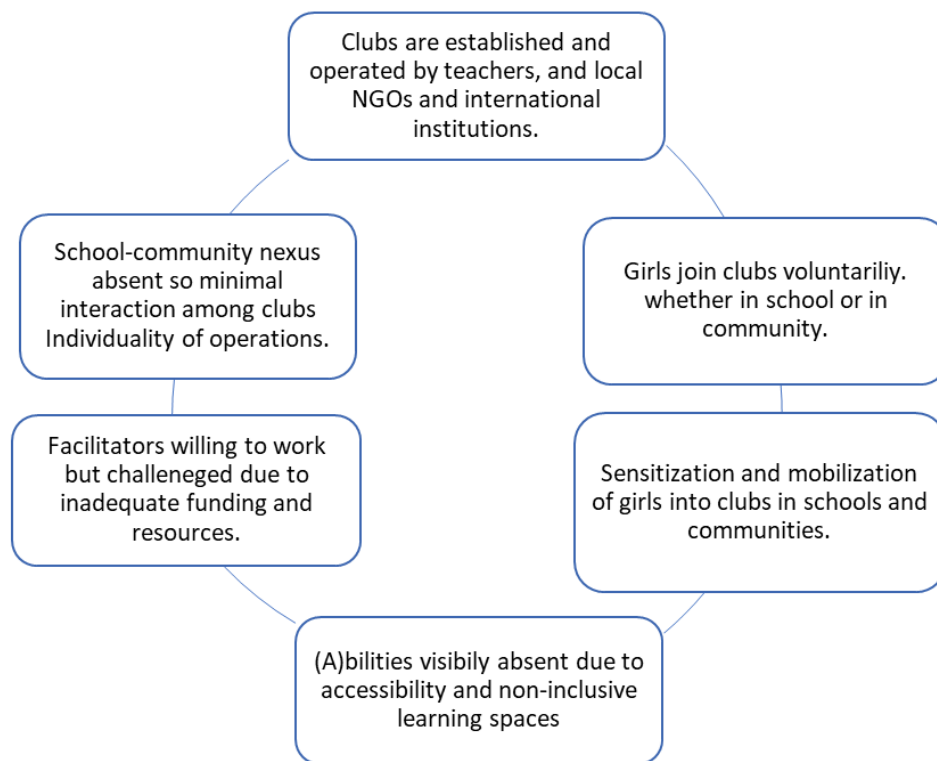 Clubs are established and
operated by teachers, and local
NGOs and international
institutions.
Girls join clubs voluntariliy.
whether in school or in
community.
Sensitization and mobilization
of girls into clubs in schools and
communities.
(A)bilities visibily absent due to
accessibility and non-inclusive
learning spaces
Facilitators willing to work
but challeneged due to
inadequate funding and
resources.
School-community nexus
absent so minimal
interaction among clubs
Individuality of operations.